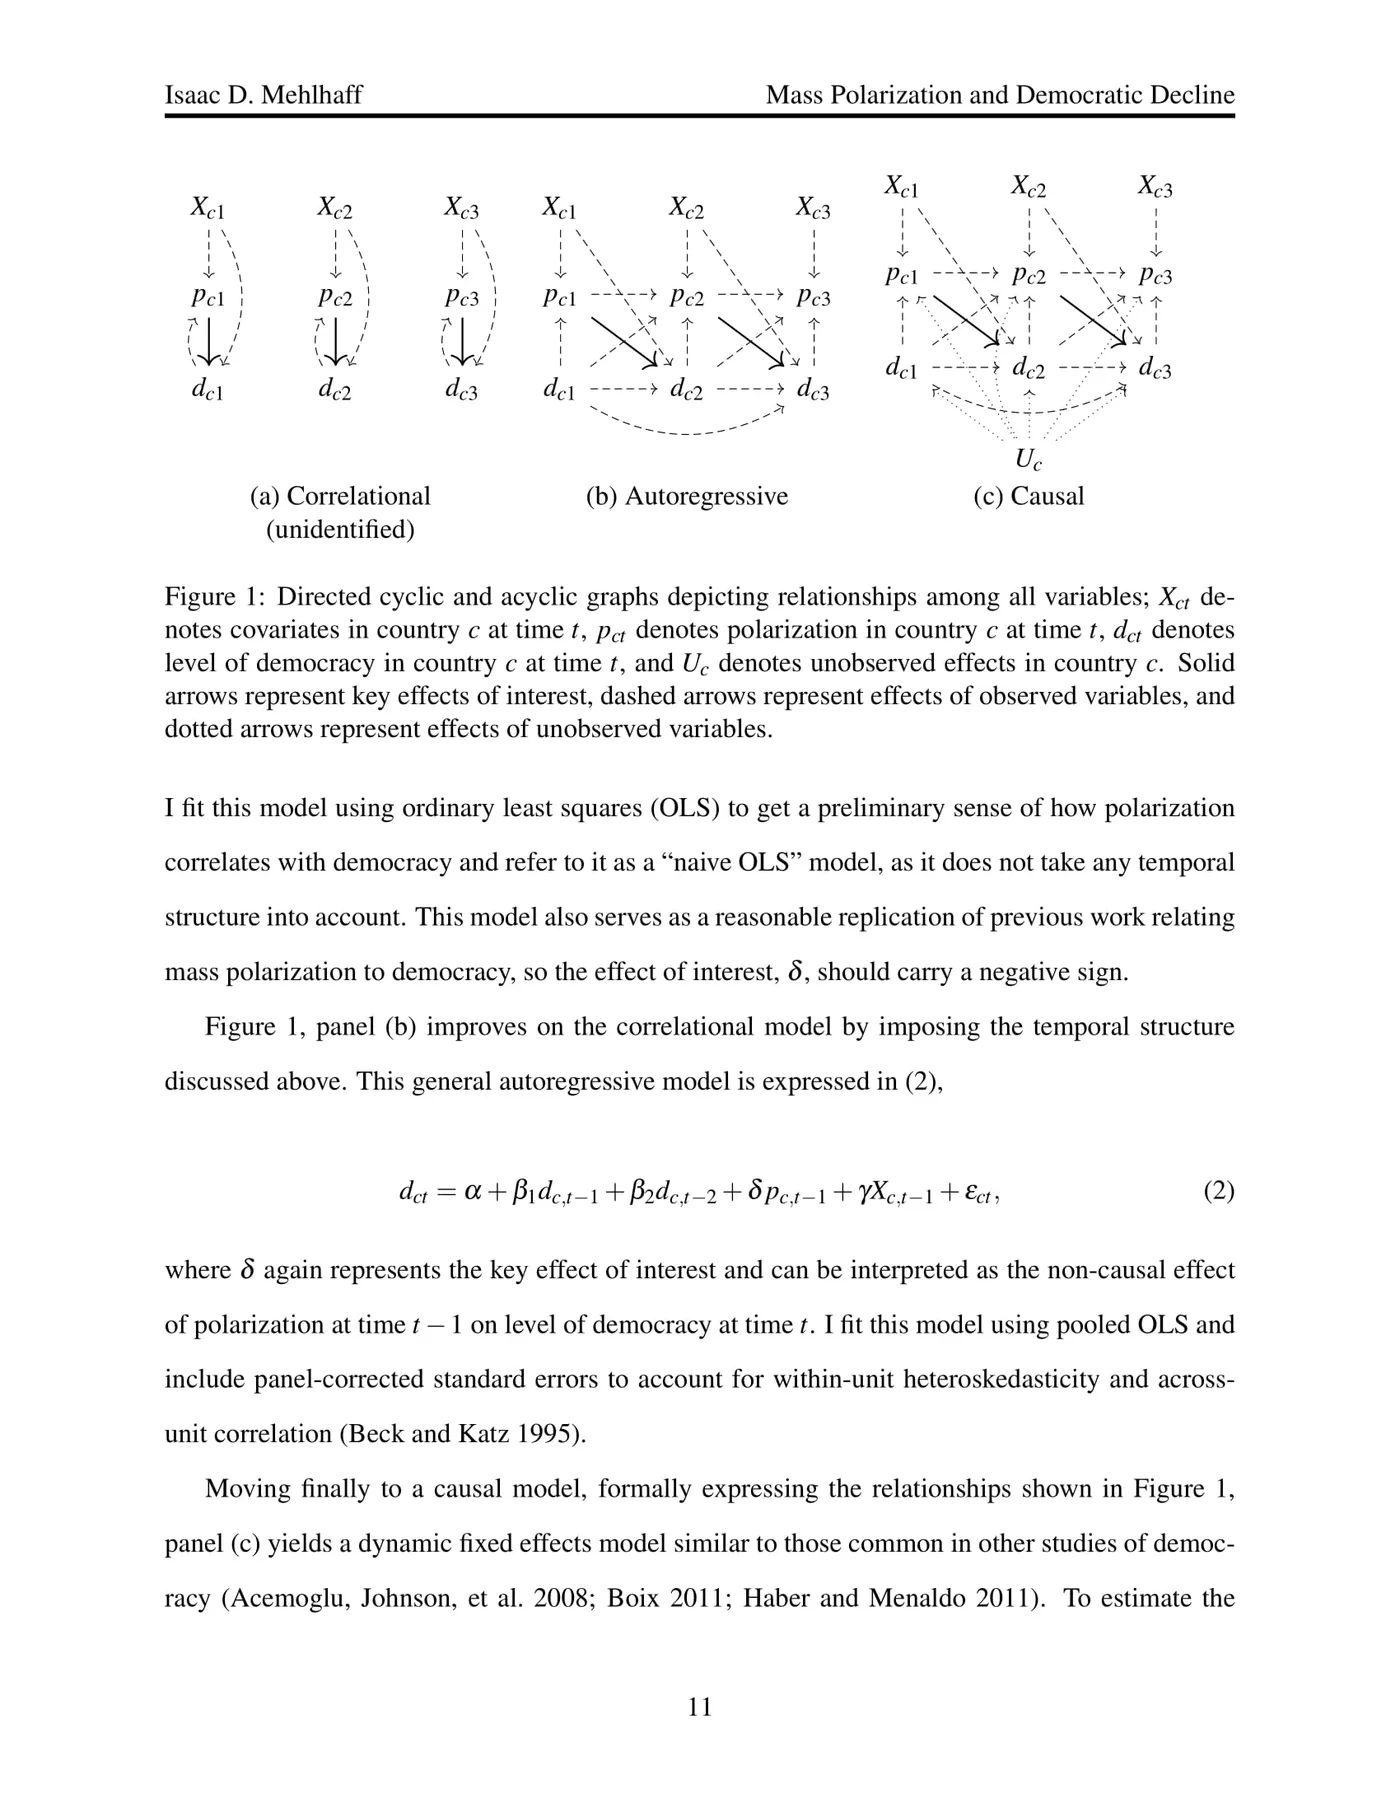 Isaac D. Mehlhaff Mass Polarization and Democratic Decline
X_{c1} X_{c2} X_{c3} X_{c1} X_{c2} X_{c3} X_{c1} X_{c2} X_{c3}
p_{c1} p_{c2} p_{c3} p_{c1} p_{c2} p_{c3} p_{c1} p_{c2} p_{c3}
d_{c1} d_{c2} d_{c3} d_{c1} d_{c2} d_{c3} d_{c1} d_{c2} d_{c3}
U_c
(a) Correlational (b) Autoregressive (c) Causal
(unidentified)
Figure 1: Directed cyclic and acyclic graphs depicting relationships among all variables; X_{ct} de-
notes covariates in country c at time t, p_{ct} denotes polarization in country c at time t, d_{ct} denotes
level of democracy in country c at time t, and U_c denotes unobserved effects in country c. Solid
arrows represent key effects of interest, dashed arrows represent effects of observed variables, and
dotted arrows represent effects of unobserved variables.
I fit this model using ordinary least squares (OLS) to get a preliminary sense of how polarization
correlates with democracy and refer to it as a “naive OLS” model, as it does not take any temporal
structure into account. This model also serves as a reasonable replication of previous work relating
mass polarization to democracy, so the effect of interest, δ, should carry a negative sign.
Figure 1, panel (b) improves on the correlational model by imposing the temporal structure
discussed above. This general autoregressive model is expressed in (2),
d_{ct} = α + β_1 d_{c,t−1} + β_2 d_{c,t−2} + δ p_{c,t−1} + γX_{c,t−1} + ε_{ct}, (2)
where δ again represents the key effect of interest and can be interpreted as the non-causal effect
of polarization at time t − 1 on level of democracy at time t. I fit this model using pooled OLS and
include panel-corrected standard errors to account for within-unit heteroskedasticity and across-
unit correlation (Beck and Katz 1995).
Moving finally to a causal model, formally expressing the relationships shown in Figure 1,
panel (c) yields a dynamic fixed effects model similar to those common in other studies of democ-
racy (Acemoglu, Johnson, et al. 2008; Boix 2011; Haber and Menaldo 2011). To estimate the
11